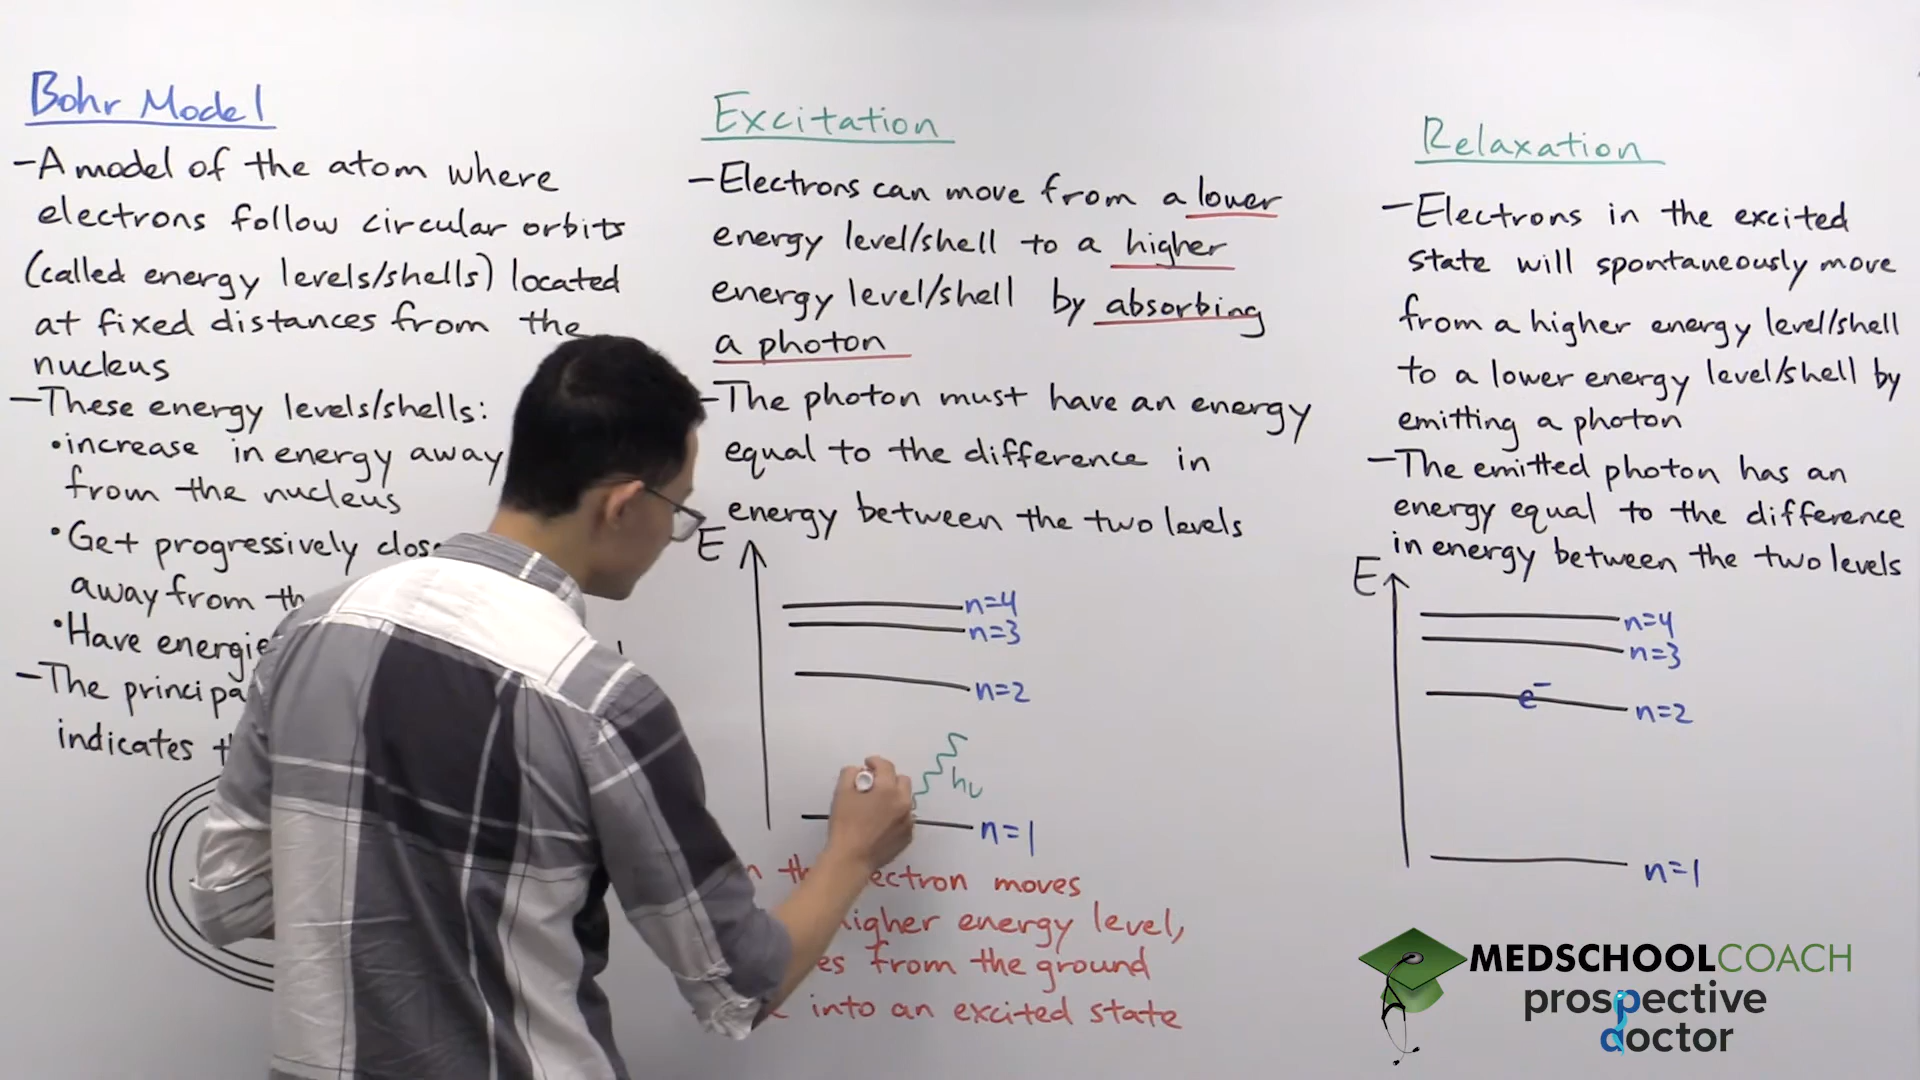 Bohr Model
-A model of the atom where
electrons follow circular orbits
(called energy levels/shells) located
at fixed distances from the
nucleus
-These energy levels/shells:
•increase in energy away
from the nucleus
•Get progressively
away from
•Have
-The
indicates
Excitation
-Electrons can move from a lower
energy level/shell to a higher
energy level/shell by absorbing
a photon
-The photon must have an energy
equal to the difference in
energy between the two levels
E
n=4
n=3
n=2
hν
n=1
moves
energy level,
from the ground
into an excited state
Relaxation
-Electrons in the excited
state will spontaneously move
from a higher energy level/shell
to a lower energy level/shell by
emitting a photon
-The emitted photon has an
energy equal to the difference
in energy between the two levels
E
n=4
n=3
e⁻
n=2
n=1
MEDSCHOOLCOACH
prospective
doctor